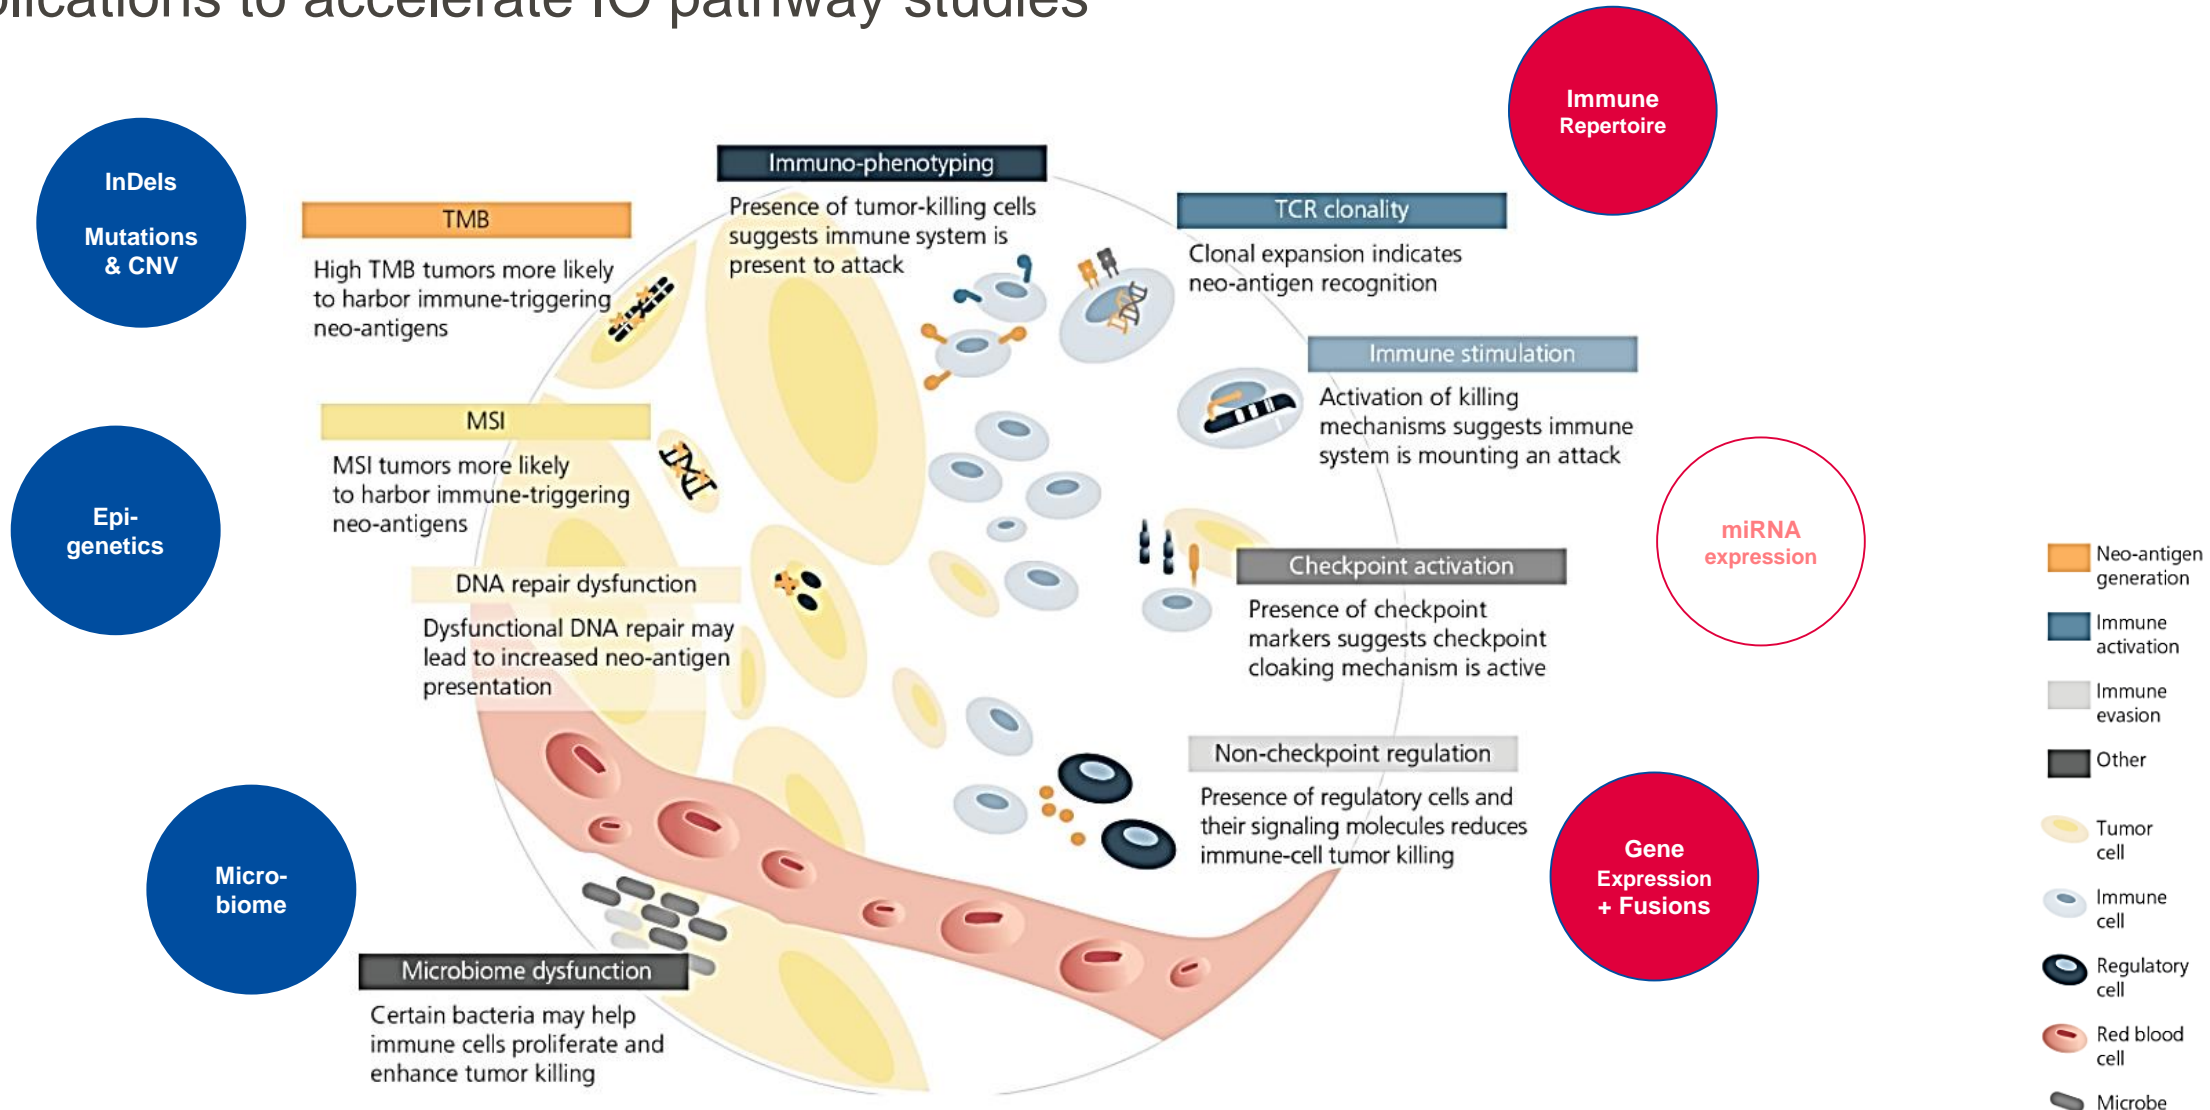 applications to accelerate IO pathway studies
Immune
Repertoire
InDels
Mutations
& CNV
Immuno-phenotyping
Presence of tumor-killing cells
suggests immune system is
present to attack
TMB
High TMB tumors more likely
to harbor immune-triggering
neo-antigens
TCR clonality
Clonal expansion indicates
neo-antigen recognition
Immune stimulation
Activation of killing
mechanisms suggests immune
system is mounting an attack
MSI
MSI tumors more likely
to harbor immune-triggering
neo-antigens
Epi-
genetics
miRNA
expression
DNA repair dysfunction
Dysfunctional DNA repair may
lead to increased neo-antigen
presentation
Checkpoint activation
Presence of checkpoint
markers suggests checkpoint
cloaking mechanism is active
Non-checkpoint regulation
Presence of regulatory cells and
their signaling molecules reduces
immune-cell tumor killing
Micro-
biome
Gene
Expression
+ Fusions
Microbiome dysfunction
Certain bacteria may help
immune cells proliferate and
enhance tumor killing
Neo-antigen
generation
Immune
activation
Immune
evasion
Other
Tumor
cell
Immune
cell
Regulatory
cell
Red blood
cell
Microbe